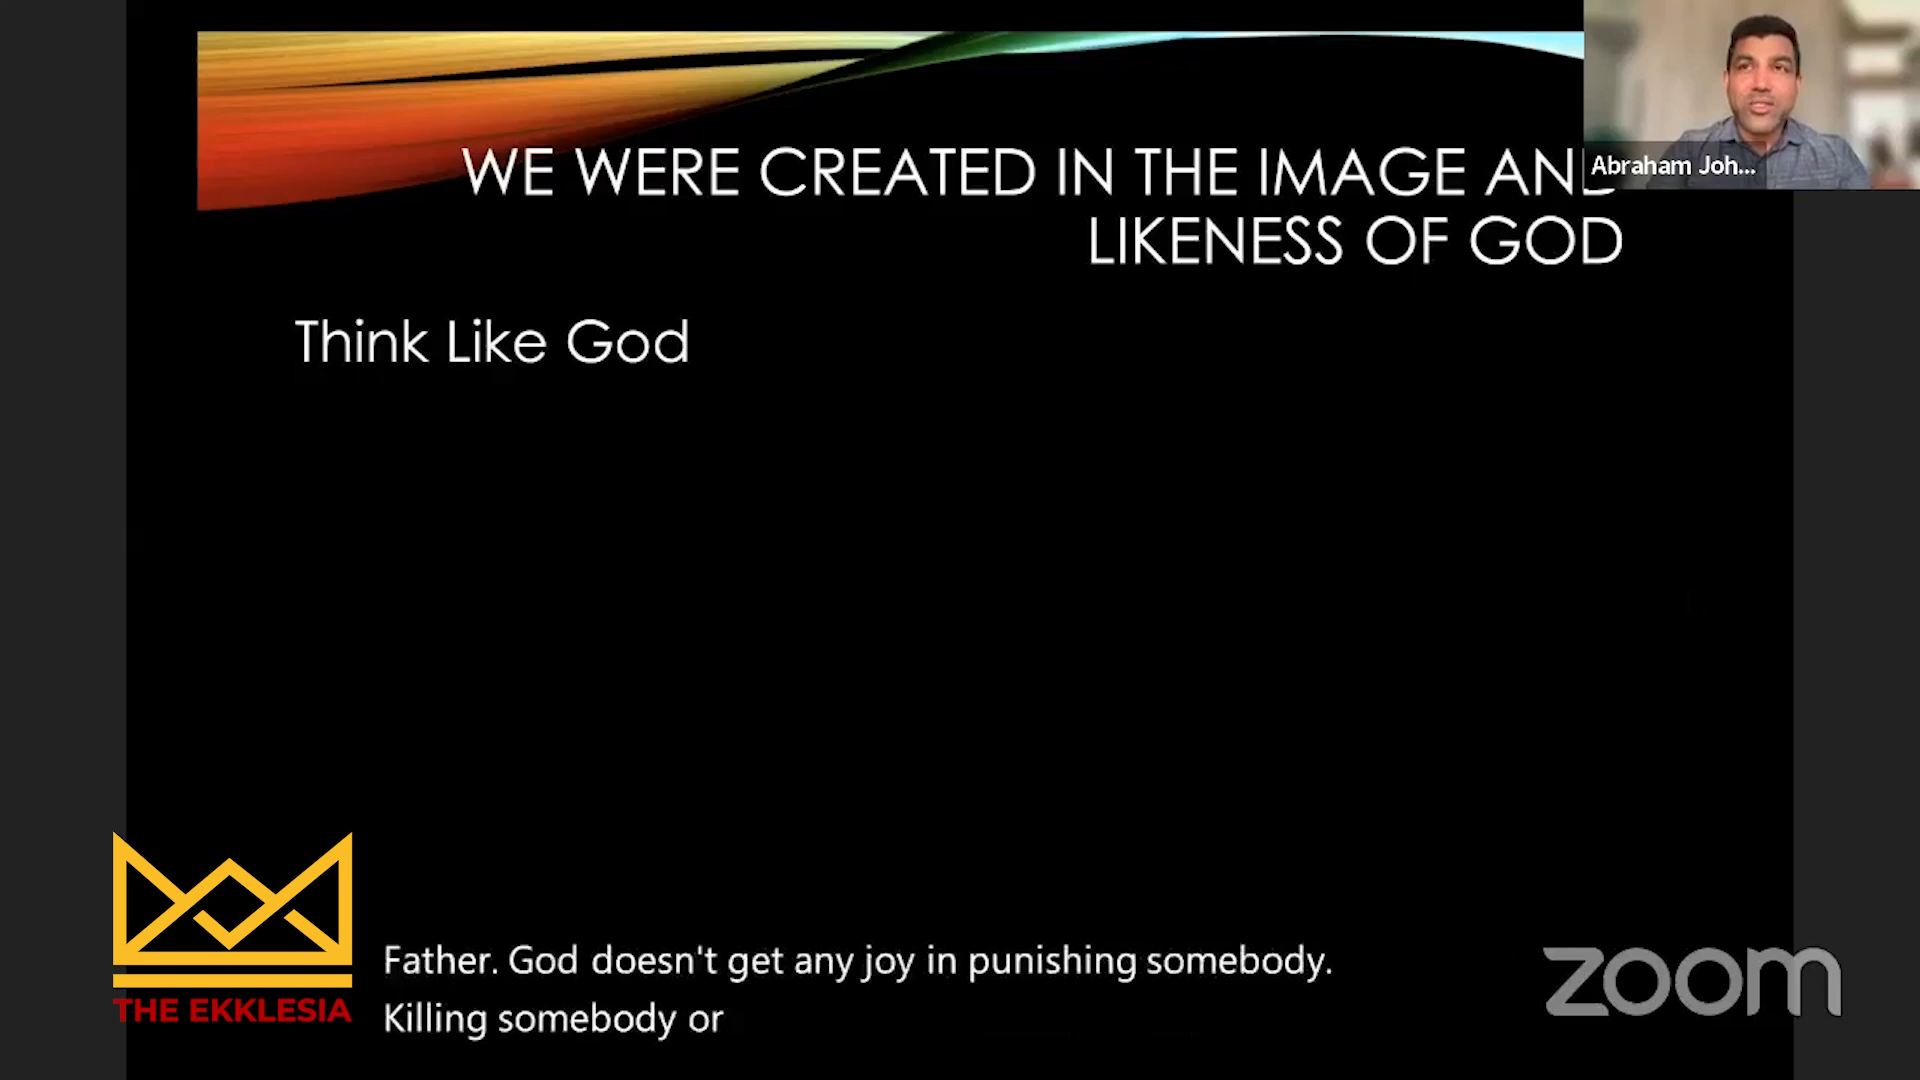 WE WERE CREATED IN THE IMAGE AND
LIKENESS OF GOD
Abraham Joh...
Think Like God
THE EKKLESIA
Father. God doesn't get any joy in punishing somebody.
Killing somebody or
zoom